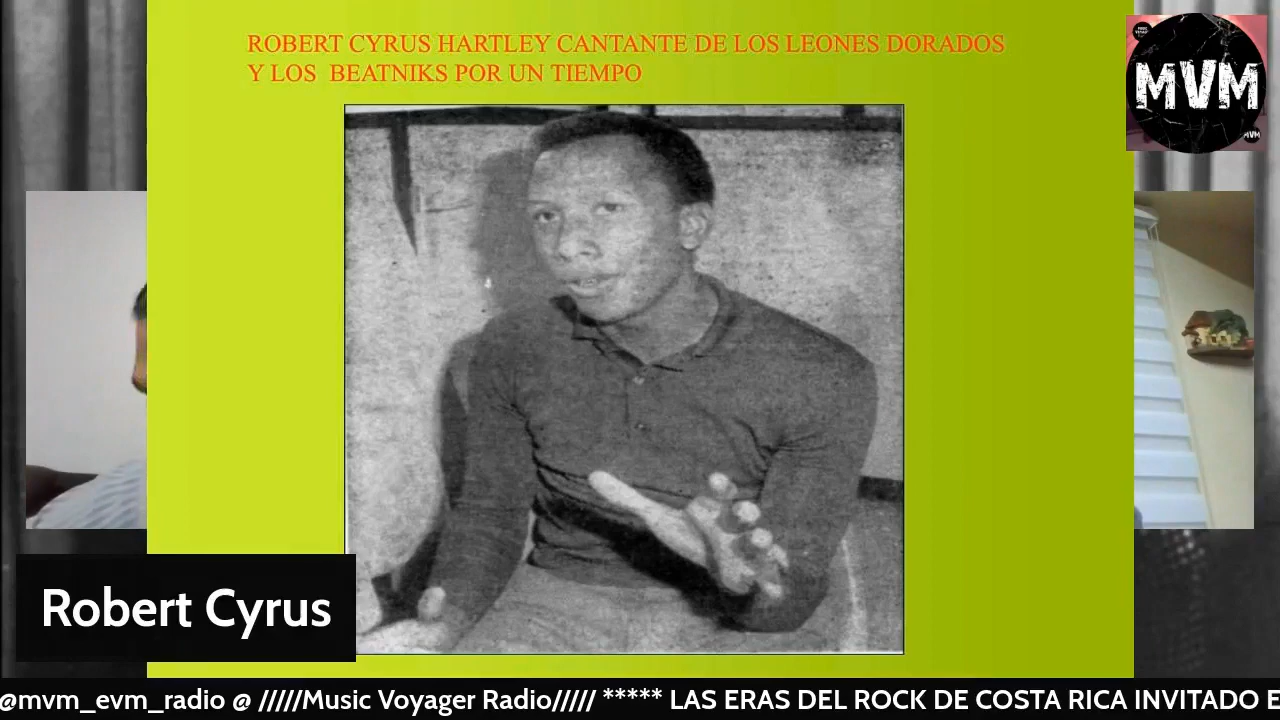 ROBERT CYRUS HARTLEY CANTANTE DE LOS LEONES DORADOS
Y LOS BEATNIKS POR UN TIEMPO
MVM
MVM
Robert Cyrus
@mvm_evm_radio @ /////Music Voyager Radio///// ***** LAS ERAS DEL ROCK DE COSTA RICA INVITADO E